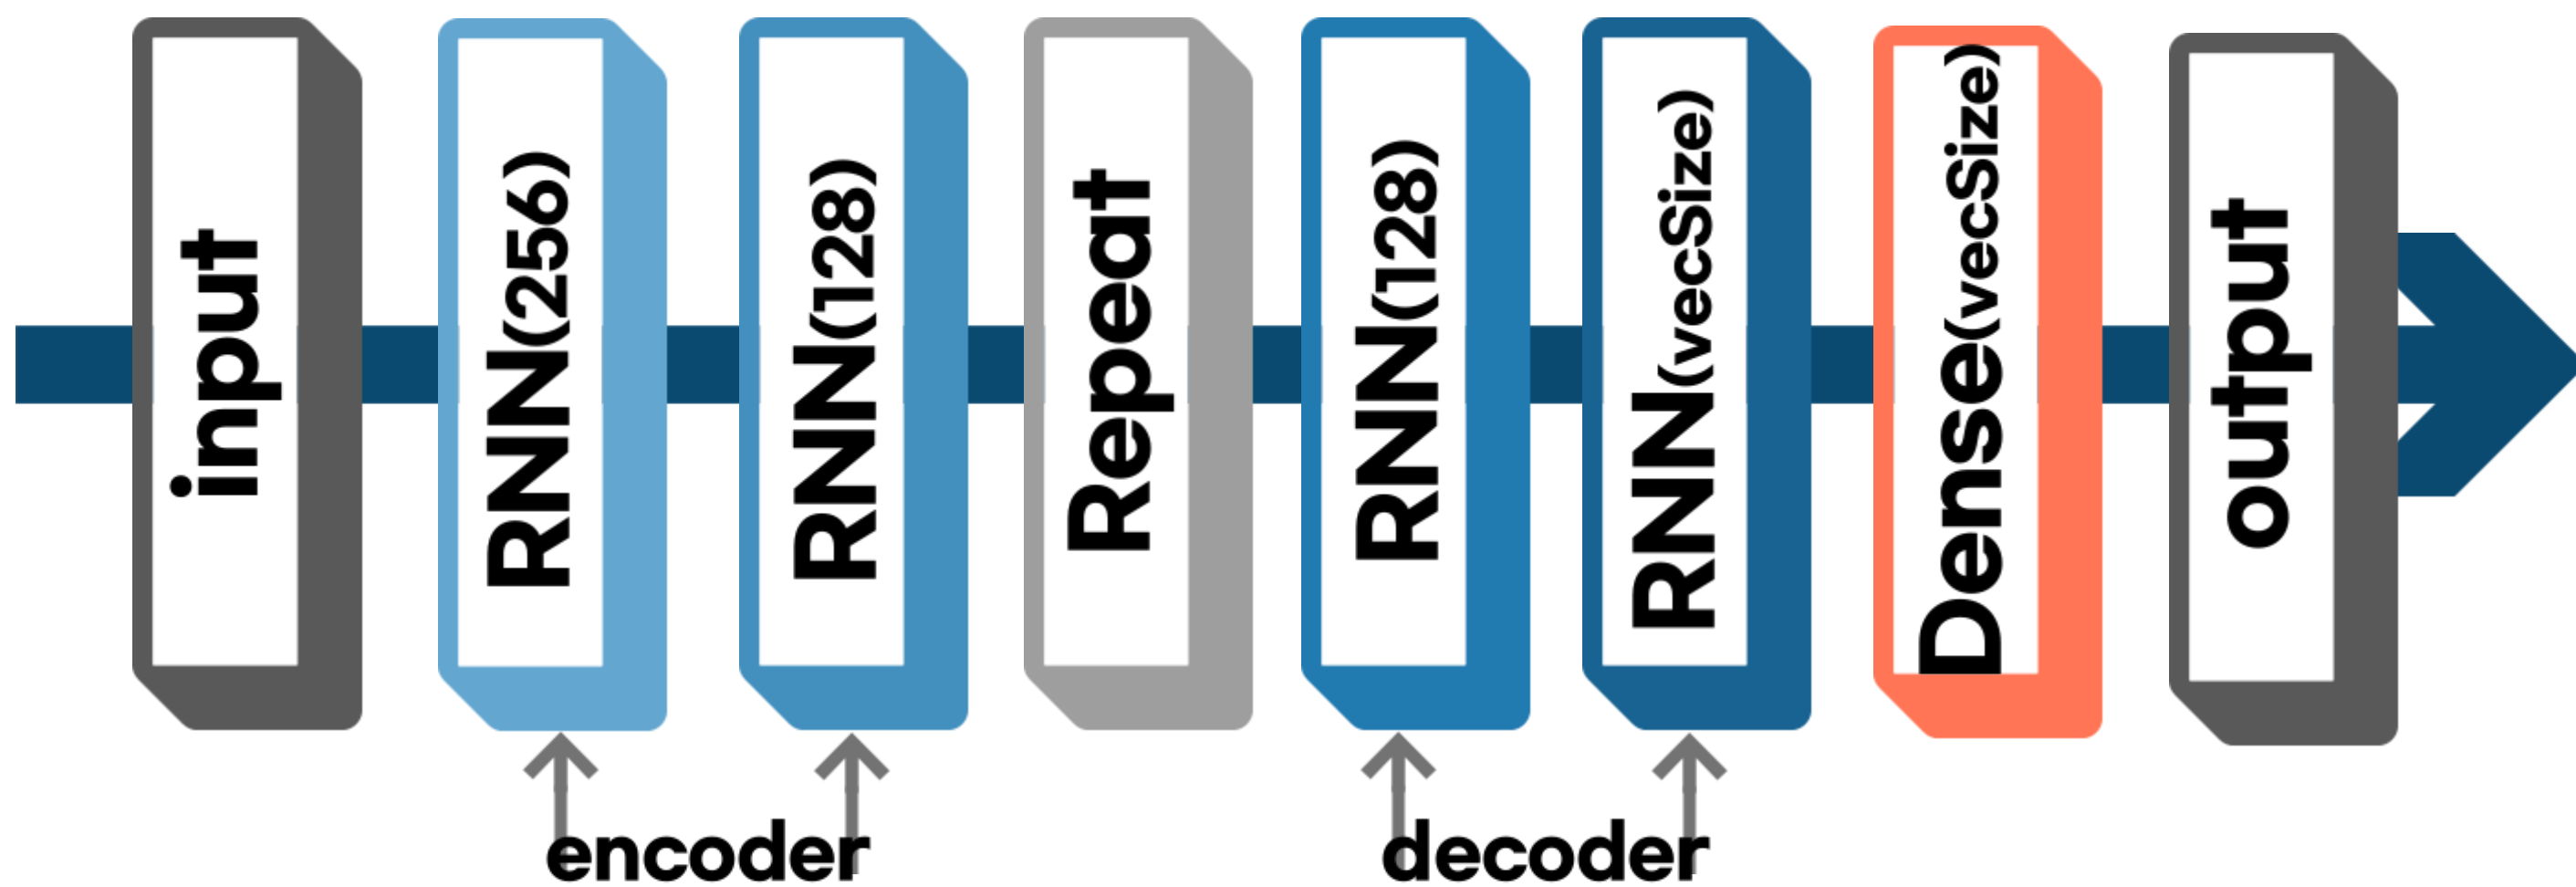 input
RNN(256)
RNN(128)
Repeat
RNN(128)
RNN(vecSize)
Dense(vecSize)
output
encoder
decoder